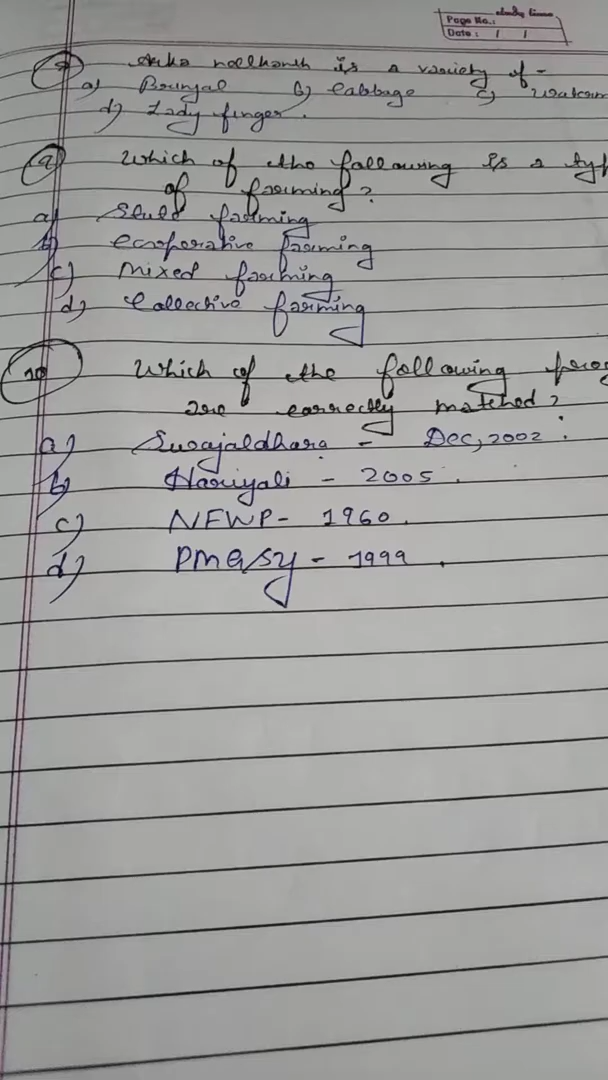 Page No.:
Date: / /
Arka neelkanth is a variety of -
a) Brinjal b) Cabbage c)
d) Lady finger.
9 Which of the following is a
of farming?
a) farming
b) Cooperative farming
c) Mixed farming
d) Collective farming
10 Which of the following
are correctly matched?
a) Swajaldhara - Dec, 2002.
b) Hariyali - 2005.
c) NFWP - 1960.
d) PMGSY - 1999.